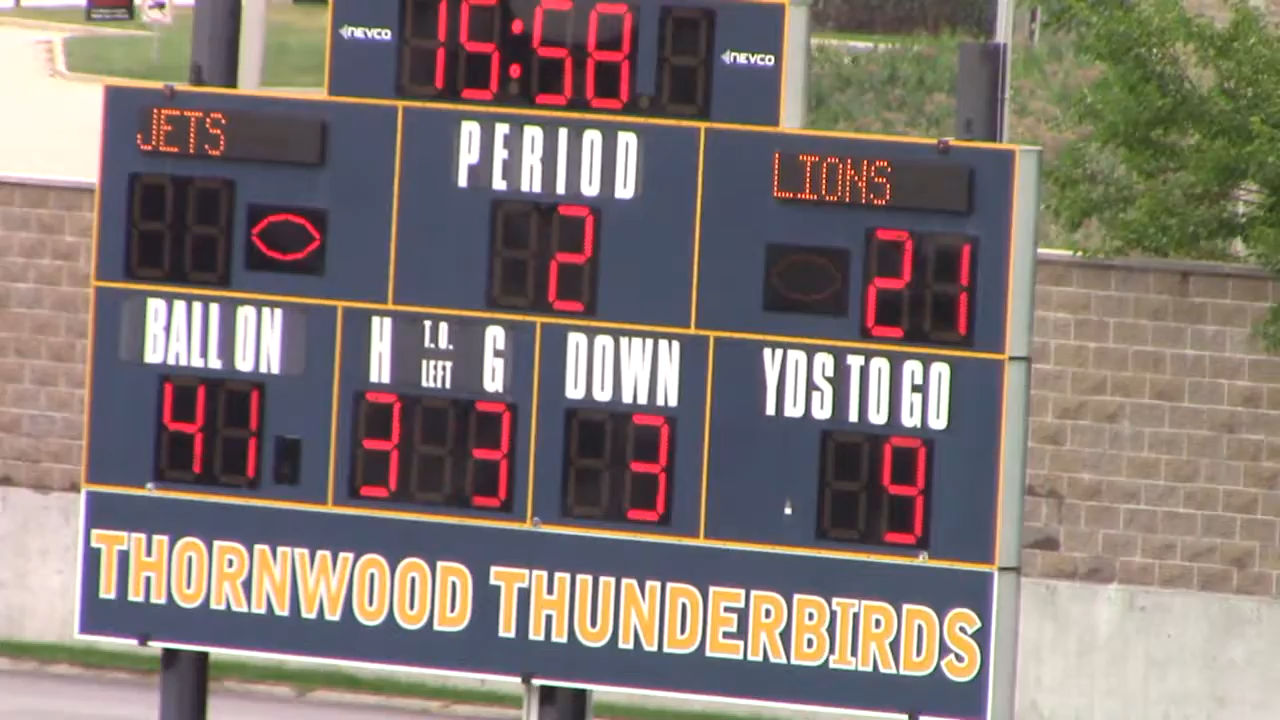 NEVCO 15:58 NEVCO
JETS PERIOD LIONS
2 21
BALL ON H T.O. LEFT G DOWN YDS TO GO
41 3 3 3 9
THORNWOOD THUNDERBIRDS